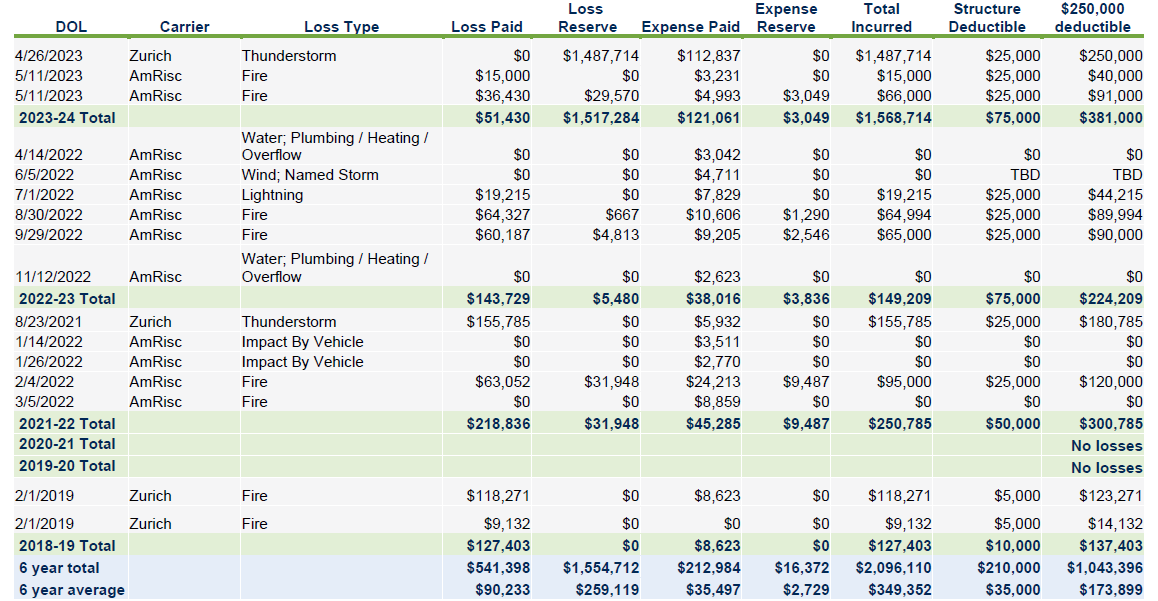 DOL Carrier Loss Type Loss Paid Loss Reserve Expense Paid Expense Reserve Total Incurred Structure Deductible $250,000 deductible
4/26/2023 Zurich Thunderstorm $0 $1,487,714 $112,837 $0 $1,487,714 $25,000 $250,000
5/11/2023 AmRisc Fire $15,000 $0 $3,231 $0 $15,000 $25,000 $40,000
5/11/2023 AmRisc Fire $36,430 $29,570 $4,993 $3,049 $66,000 $25,000 $91,000
2023-24 Total $51,430 $1,517,284 $121,061 $3,049 $1,568,714 $75,000 $381,000
4/14/2022 AmRisc Water; Plumbing / Heating / Overflow $0 $0 $3,042 $0 $0 $0 $0
6/5/2022 AmRisc Wind; Named Storm $0 $0 $4,711 $0 $0 TBD TBD
7/1/2022 AmRisc Lightning $19,215 $0 $7,829 $0 $19,215 $25,000 $44,215
8/30/2022 AmRisc Fire $64,327 $667 $10,606 $1,290 $64,994 $25,000 $89,994
9/29/2022 AmRisc Fire $60,187 $4,813 $9,205 $2,546 $65,000 $25,000 $90,000
11/12/2022 AmRisc Water; Plumbing / Heating / Overflow $0 $0 $2,623 $0 $0 $0 $0
2022-23 Total $143,729 $5,480 $38,016 $3,836 $149,209 $75,000 $224,209
8/23/2021 Zurich Thunderstorm $155,785 $0 $5,932 $0 $155,785 $25,000 $180,785
1/14/2022 AmRisc Impact By Vehicle $0 $0 $3,511 $0 $0 $0 $0
1/26/2022 AmRisc Impact By Vehicle $0 $0 $2,770 $0 $0 $0 $0
2/4/2022 AmRisc Fire $63,052 $31,948 $24,213 $9,487 $95,000 $25,000 $120,000
3/5/2022 AmRisc Fire $0 $0 $8,859 $0 $0 $0 $0
2021-22 Total $218,836 $31,948 $45,285 $9,487 $250,785 $50,000 $300,785
2020-21 Total No losses
2019-20 Total No losses
2/1/2019 Zurich Fire $118,271 $0 $8,623 $0 $118,271 $5,000 $123,271
2/1/2019 Zurich Fire $9,132 $0 $0 $0 $9,132 $5,000 $14,132
2018-19 Total $127,403 $0 $8,623 $0 $127,403 $10,000 $137,403
6 year total $541,398 $1,554,712 $212,984 $16,372 $2,096,110 $210,000 $1,043,396
6 year average $90,233 $259,119 $35,497 $2,729 $349,352 $35,000 $173,899